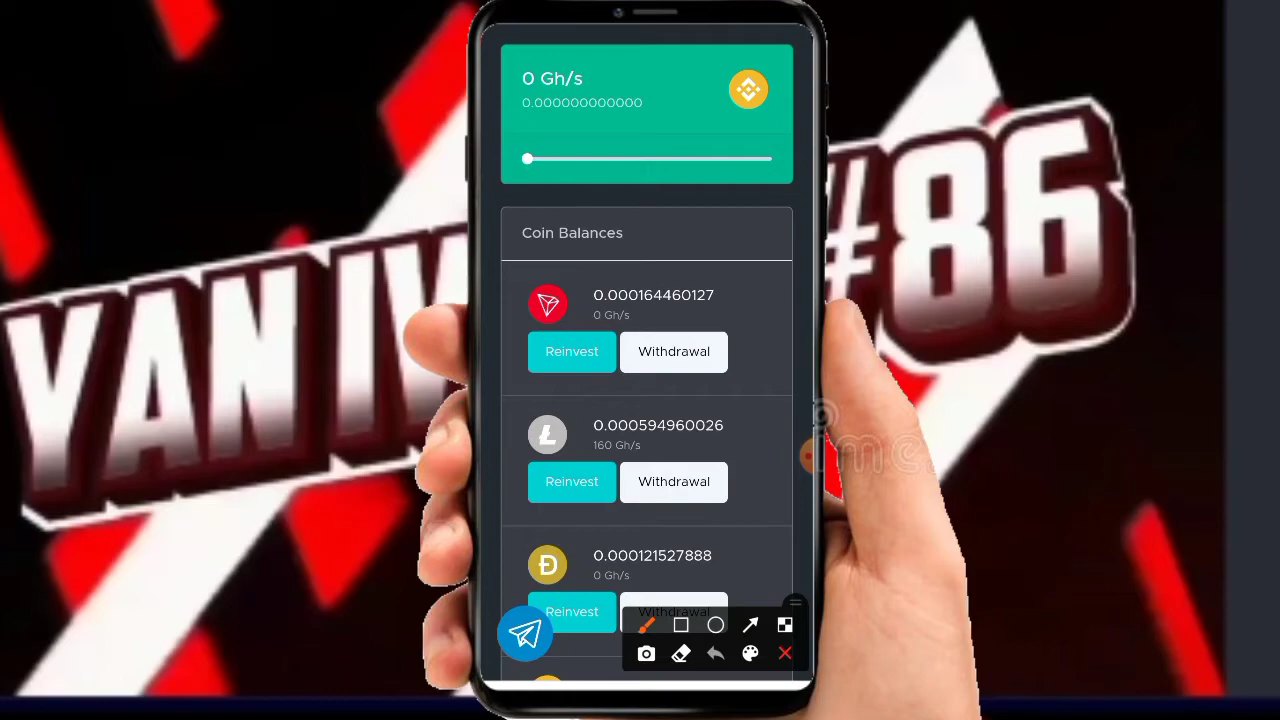 0 Gh/s
0.000000000000
YAN IV
#86
Coin Balances
0.000164460127
0 Gh/s
Reinvest
Withdrawal
0.000594960026
160 Gh/s
Reinvest
Withdrawal
0.000121527888
0 Gh/s
Reinvest
Withdrawal